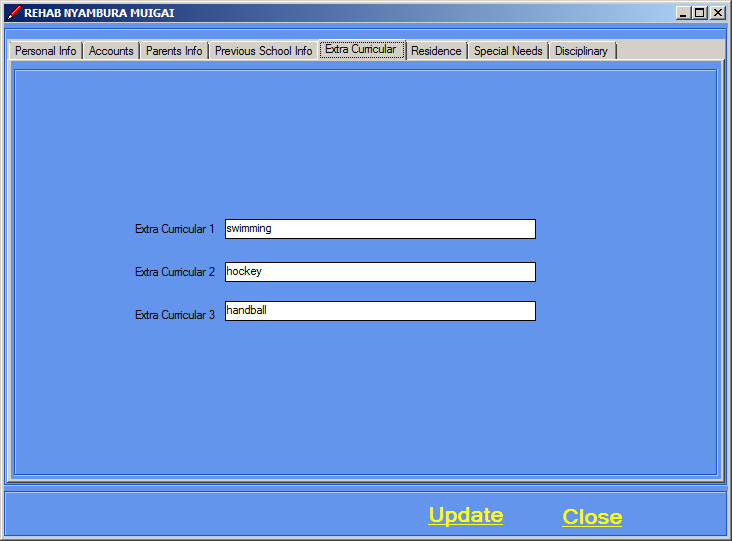 REHAB NYAMBURA MUIGAI
Personal Info Accounts Parents Info Previous School Info Extra Curricular Residence Special Needs Disciplinary
Extra Curricular 1 swimming
Extra Curricular 2 hockey
Extra Curricular 3 handball
Update Close